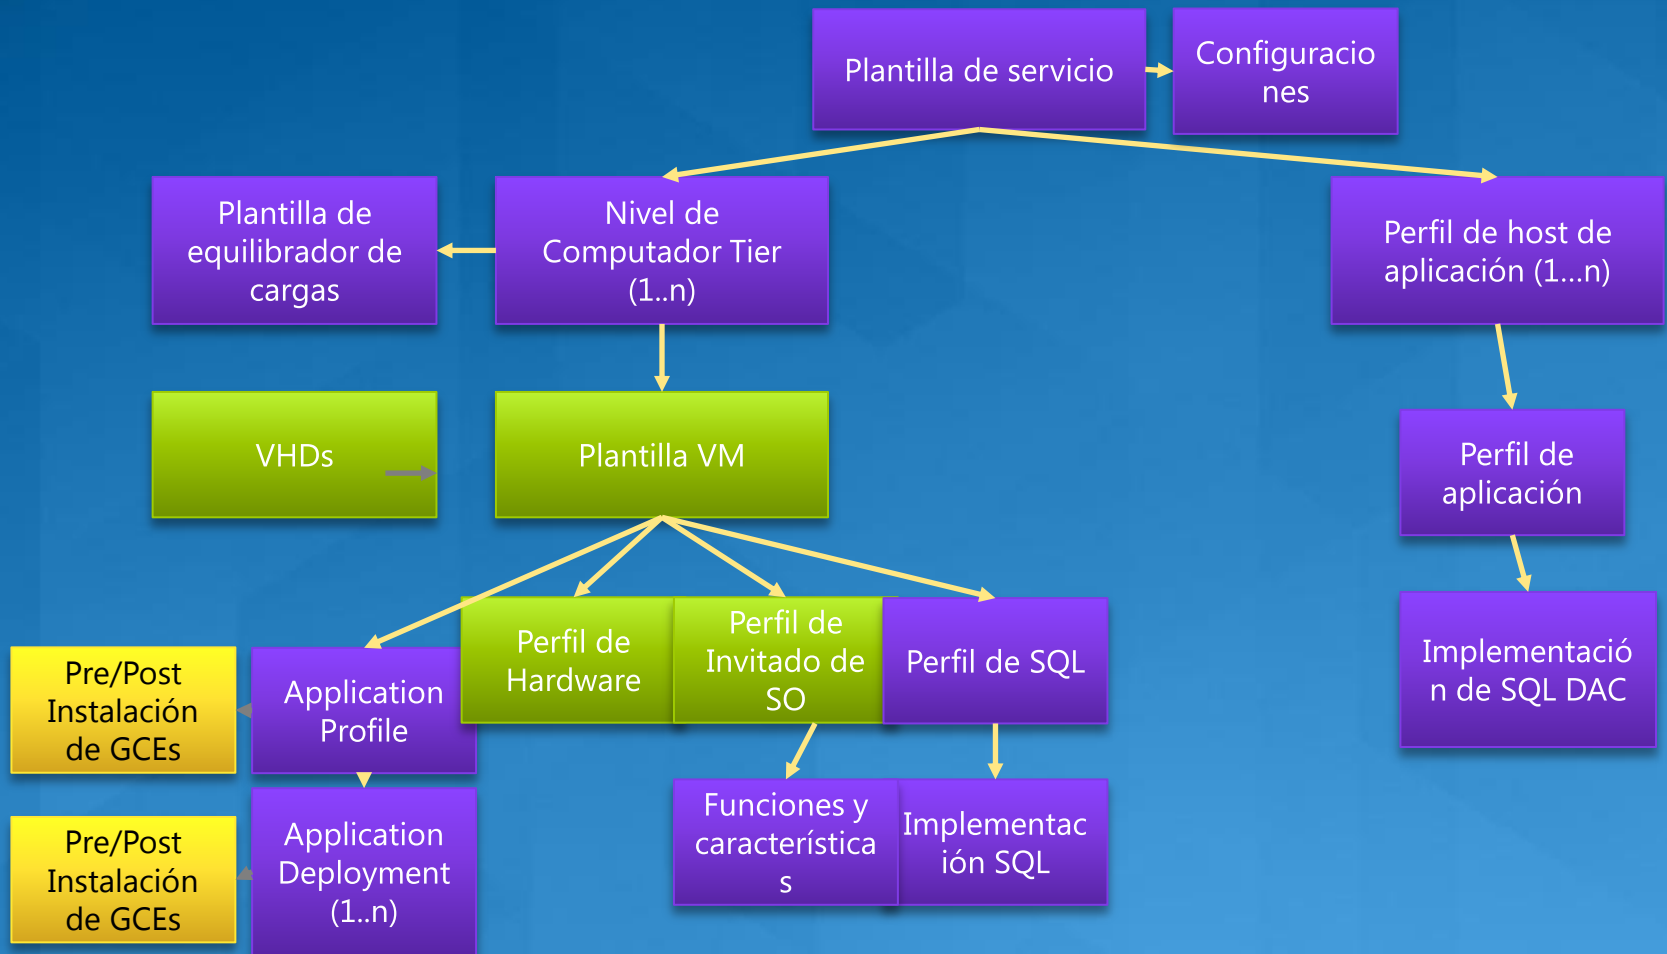 Plantilla de servicio
Configuracio
nes
Plantilla de
equilibrador de
cargas
Nivel de
Computador Tier
(1..n)
Perfil de host de
aplicación (1...n)
VHDs
Plantilla VM
Perfil de
aplicación
Pre/Post
Instalación
de GCEs
Application
Profile
Perfil de
Hardware
Perfil de
Invitado de
SO
Perfil de SQL
Implementació
n de SQL DAC
Pre/Post
Instalación
de GCEs
Application
Deployment
(1..n)
Funciones y
característica
s
Implementac
ión SQL